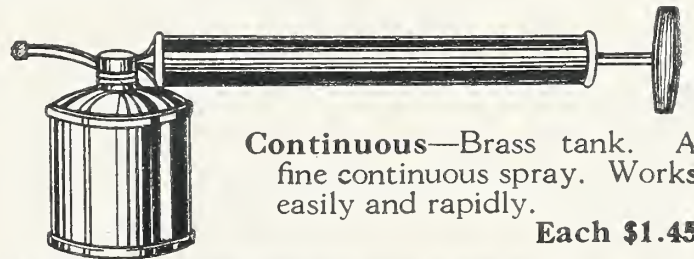 Continuous—Brass tank. A
fine continuous spray. Works
easily and rapidly.
Each $1.45